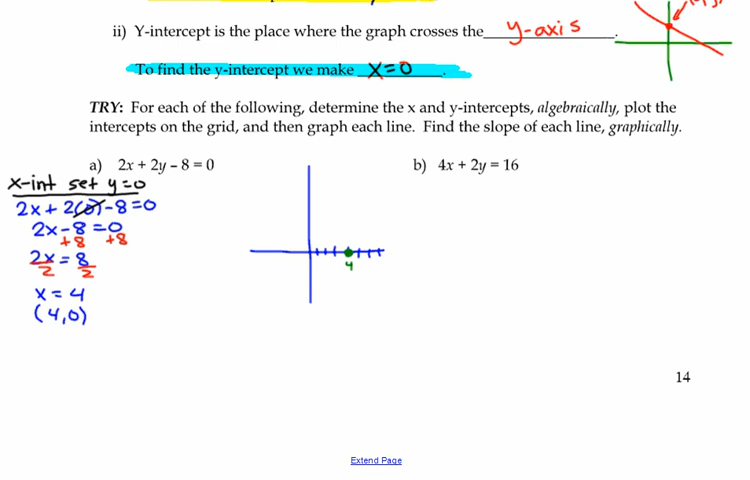 ii) Y-intercept is the place where the graph crosses the y-axis.
To find the y-intercept we make x=0.
TRY: For each of the following, determine the x and y-intercepts, algebraically, plot the
intercepts on the grid, and then graph each line. Find the slope of each line, graphically.
a) 2x + 2y – 8 = 0
b) 4x + 2y = 16
x-int set y=0
2x + 2(0) - 8 = 0
2x - 8 = 0
+8 +8
2x = 8
2 2
x = 4
(4,0)
4
14
Extend Page